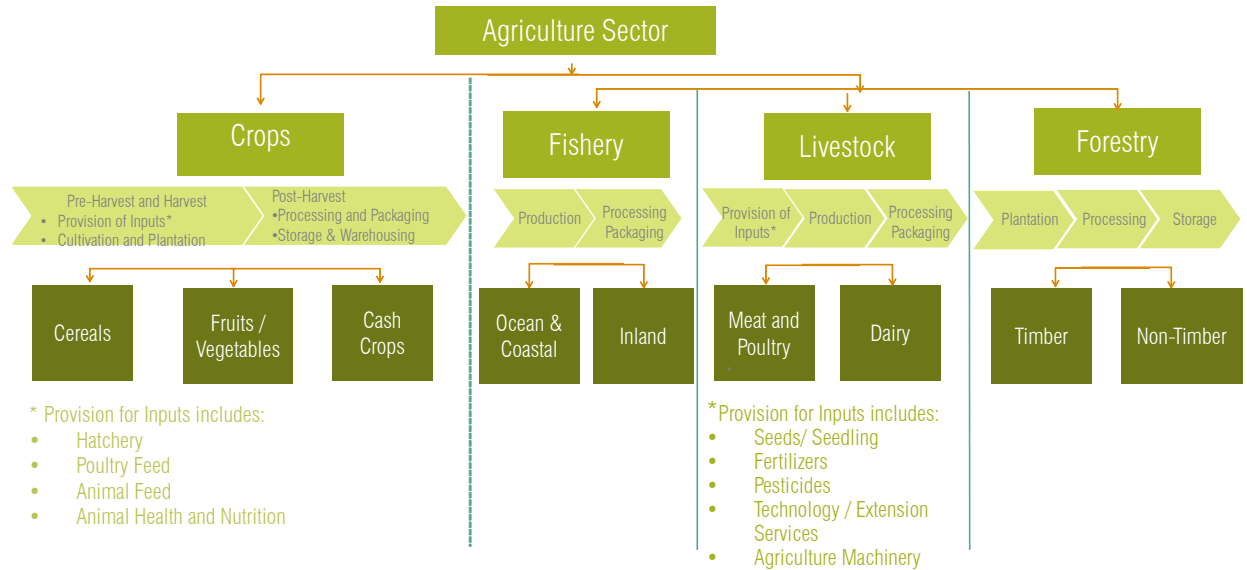 Agriculture Sector
Crops
Fishery
Livestock
Forestry
Pre-Harvest and Harvest
• Provision of Inputs*
• Cultivation and Plantation
Post-Harvest
•Processing and Packaging
•Storage & Warehousing
Production
Processing
Packaging
Provision of
Inputs*
Production
Processing
Packaging
Plantation
Processing
Storage
Cereals
Fruits /
Vegetables
Cash
Crops
Ocean &
Coastal
Inland
Meat and
Poultry
*
Dairy
Timber
Non-Timber
* Provision for Inputs includes:
• Hatchery
• Poultry Feed
• Animal Feed
• Animal Health and Nutrition
*Provision for Inputs includes:
• Seeds/ Seedling
• Fertilizers
• Pesticides
• Technology / Extension
Services
• Agriculture Machinery